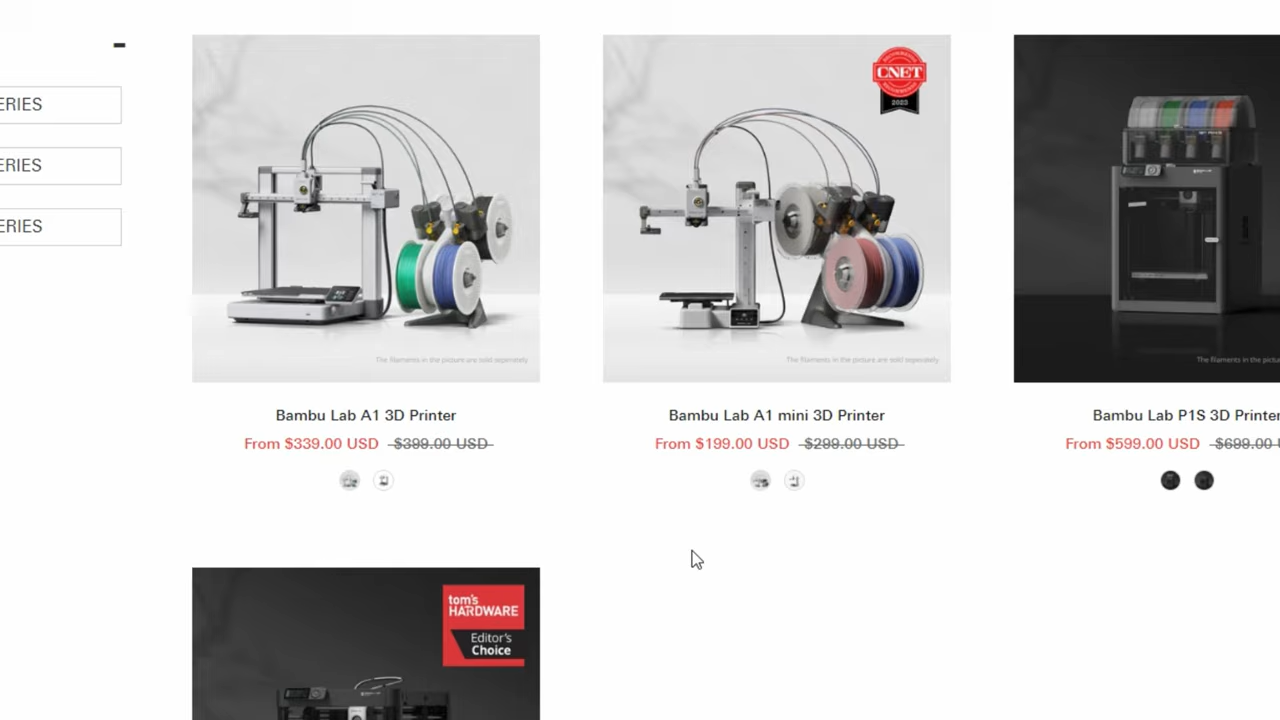 ERIES
ERIES
ERIES
CNET
2023
The filaments in the picture are sold seperately
The filaments in the picture are sold seperately
The filaments in the pictu
Bambu Lab A1 3D Printer
Bambu Lab A1 mini 3D Printer
Bambu Lab P1S 3D Printer
From $339.00 USD $399.00 USD
From $199.00 USD $299.00 USD
From $599.00 USD $699.00 U
tom's
HARDWARE
Editor's
Choice